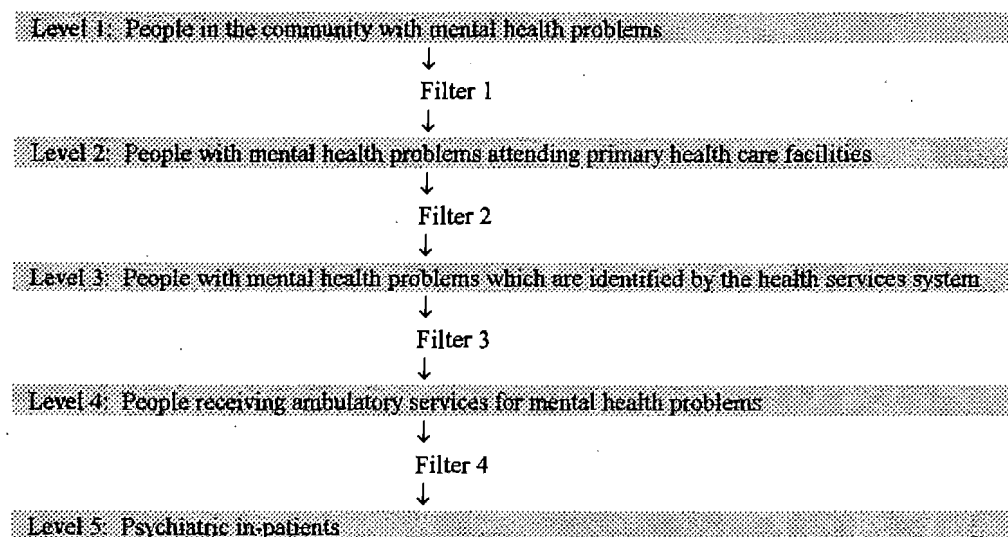 Level 1: People in the community with mental health problems
↓
Filter 1
↓
Level 2: People with mental health problems attending primary health care facilities
↓
Filter 2
↓
Level 3: People with mental health problems which are identified by the health services system
↓
Filter 3
↓
Level 4: People receiving ambulatory services for mental health problems
↓
Filter 4
↓
Level 5: Psychiatric in-patients